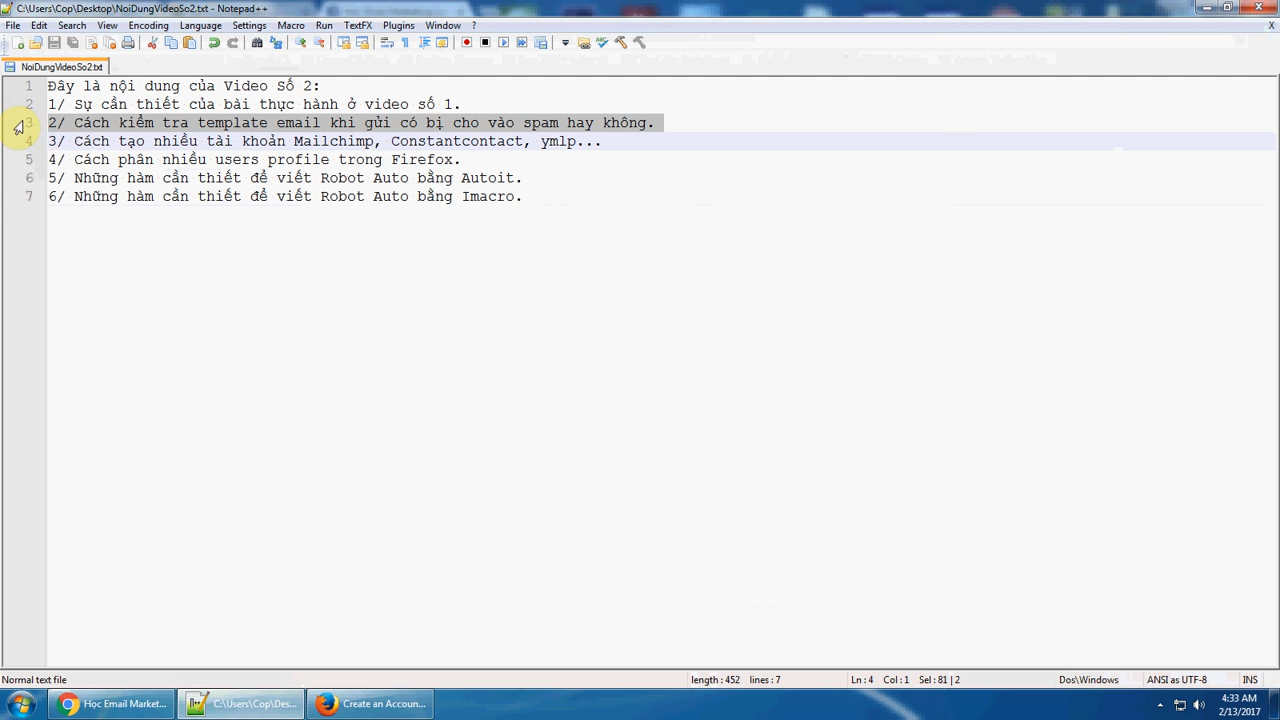 C:\Users\Cop\Desktop\NoiDungVideoSo2.txt - Notepad++
File Edit Search View Encoding Language Settings Macro Run TextFX Plugins Window ? X
NoiDungVideoSo2.txt
1 Đây là nội dung của Video Số 2:
2 1/ Sự cần thiết của bài thực hành ở video số 1.
3 2/ Cách kiểm tra template email khi gửi có bị cho vào spam hay không.
4 3/ Cách tạo nhiều tài khoản Mailchimp, Constantcontact, ymlp...
5 4/ Cách phân nhiều users profile trong Firefox.
6 5/ Những hàm cần thiết để viết Robot Auto bằng Autoit.
7 6/ Những hàm cần thiết để viết Robot Auto bằng Imacro.
Normal text file length : 452 lines : 7 Ln : 4 Col : 1 Sel : 81 | 2 Dos\Windows ANSI as UTF-8 INS
Học Email Market... C:\Users\Cop\Des... Create an Accoun... 4:33 AM
2/13/2017